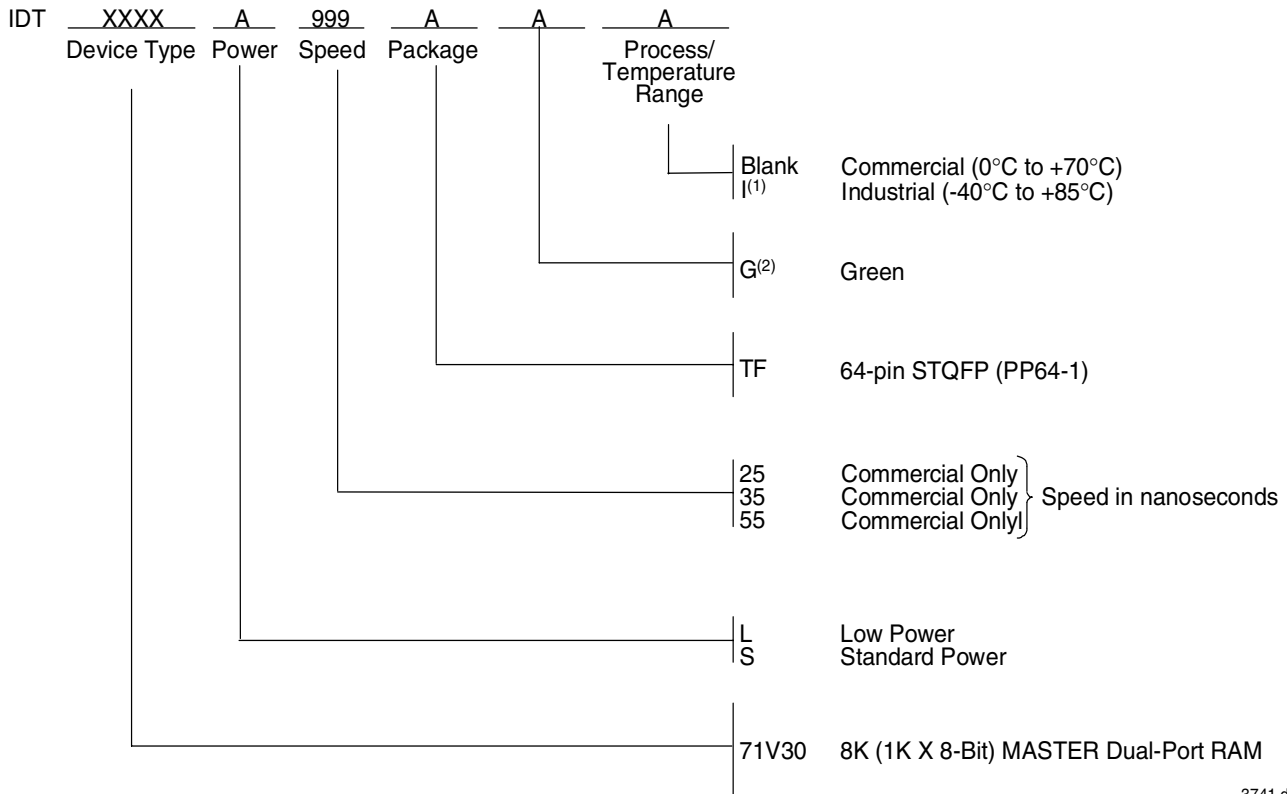 IDT XXXX A 999 A A A
Device Type Power Speed Package Process/
Temperature
Range
Blank Commercial (0°C to +70°C)
I(1) Industrial (-40°C to +85°C)
G(2) Green
TF 64-pin STQFP (PP64-1)
25 Commercial Only
35 Commercial Only Speed in nanoseconds
55 Commercial Onlyl
L Low Power
S Standard Power
71V30 8K (1K X 8-Bit) MASTER Dual-Port RAM